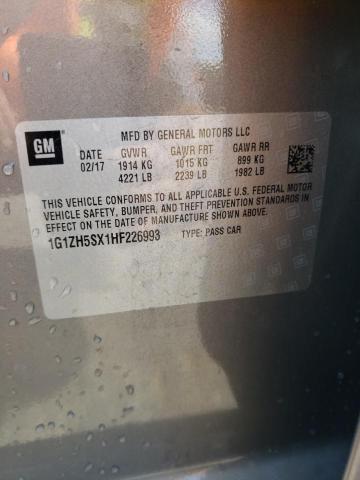 GM
MFD BY GENERAL MOTORS LLC
DATE GVWR GAWR FRT GAWR RR
02/17 1914 KG 1015 KG 899 KG
4221 LB 2239 LB 1982 LB
THIS VEHICLE CONFORMS TO ALL APPLICABLE U.S. FEDERAL MOTOR
VEHICLE SAFETY, BUMPER, AND THEFT PREVENTION STANDARDS IN
EFFECT ON THE DATE OF MANUFACTURE SHOWN ABOVE.
1G1ZH5SX1HF226993 TYPE: PASS CAR